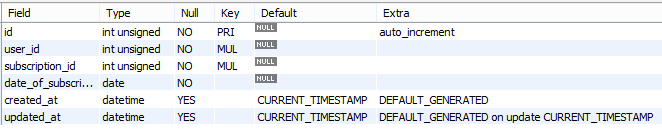 Field Type Null Key Default Extra
id int unsigned NO PRI NULL auto_increment
user_id int unsigned NO MUL NULL
subscription_id int unsigned NO MUL NULL
date_of_subscri... date NO NULL
created_at datetime YES CURRENT_TIMESTAMP DEFAULT_GENERATED
updated_at datetime YES CURRENT_TIMESTAMP DEFAULT_GENERATED on update CURRENT_TIMESTAMP